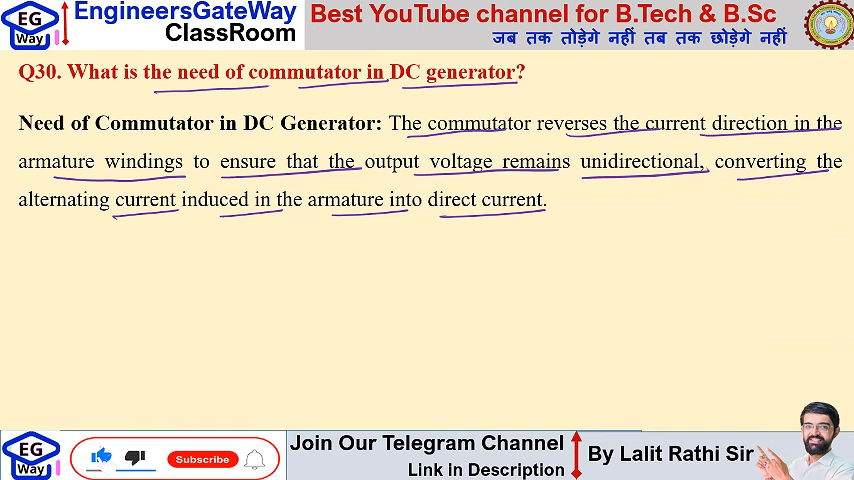 EG
Way
EngineersGateWay
ClassRoom
Best YouTube channel for B.Tech & B.Sc
जब तक तोड़ेगे नहीं तब तक छोड़ेगे नहीं
Q30. What is the need of commutator in DC generator?
Need of Commutator in DC Generator: The commutator reverses the current direction in the
armature windings to ensure that the output voltage remains unidirectional, converting the
alternating current induced in the armature into direct current.
EG
Way
Subscribe
Join Our Telegram Channel
Link in Description
By Lalit Rathi Sir